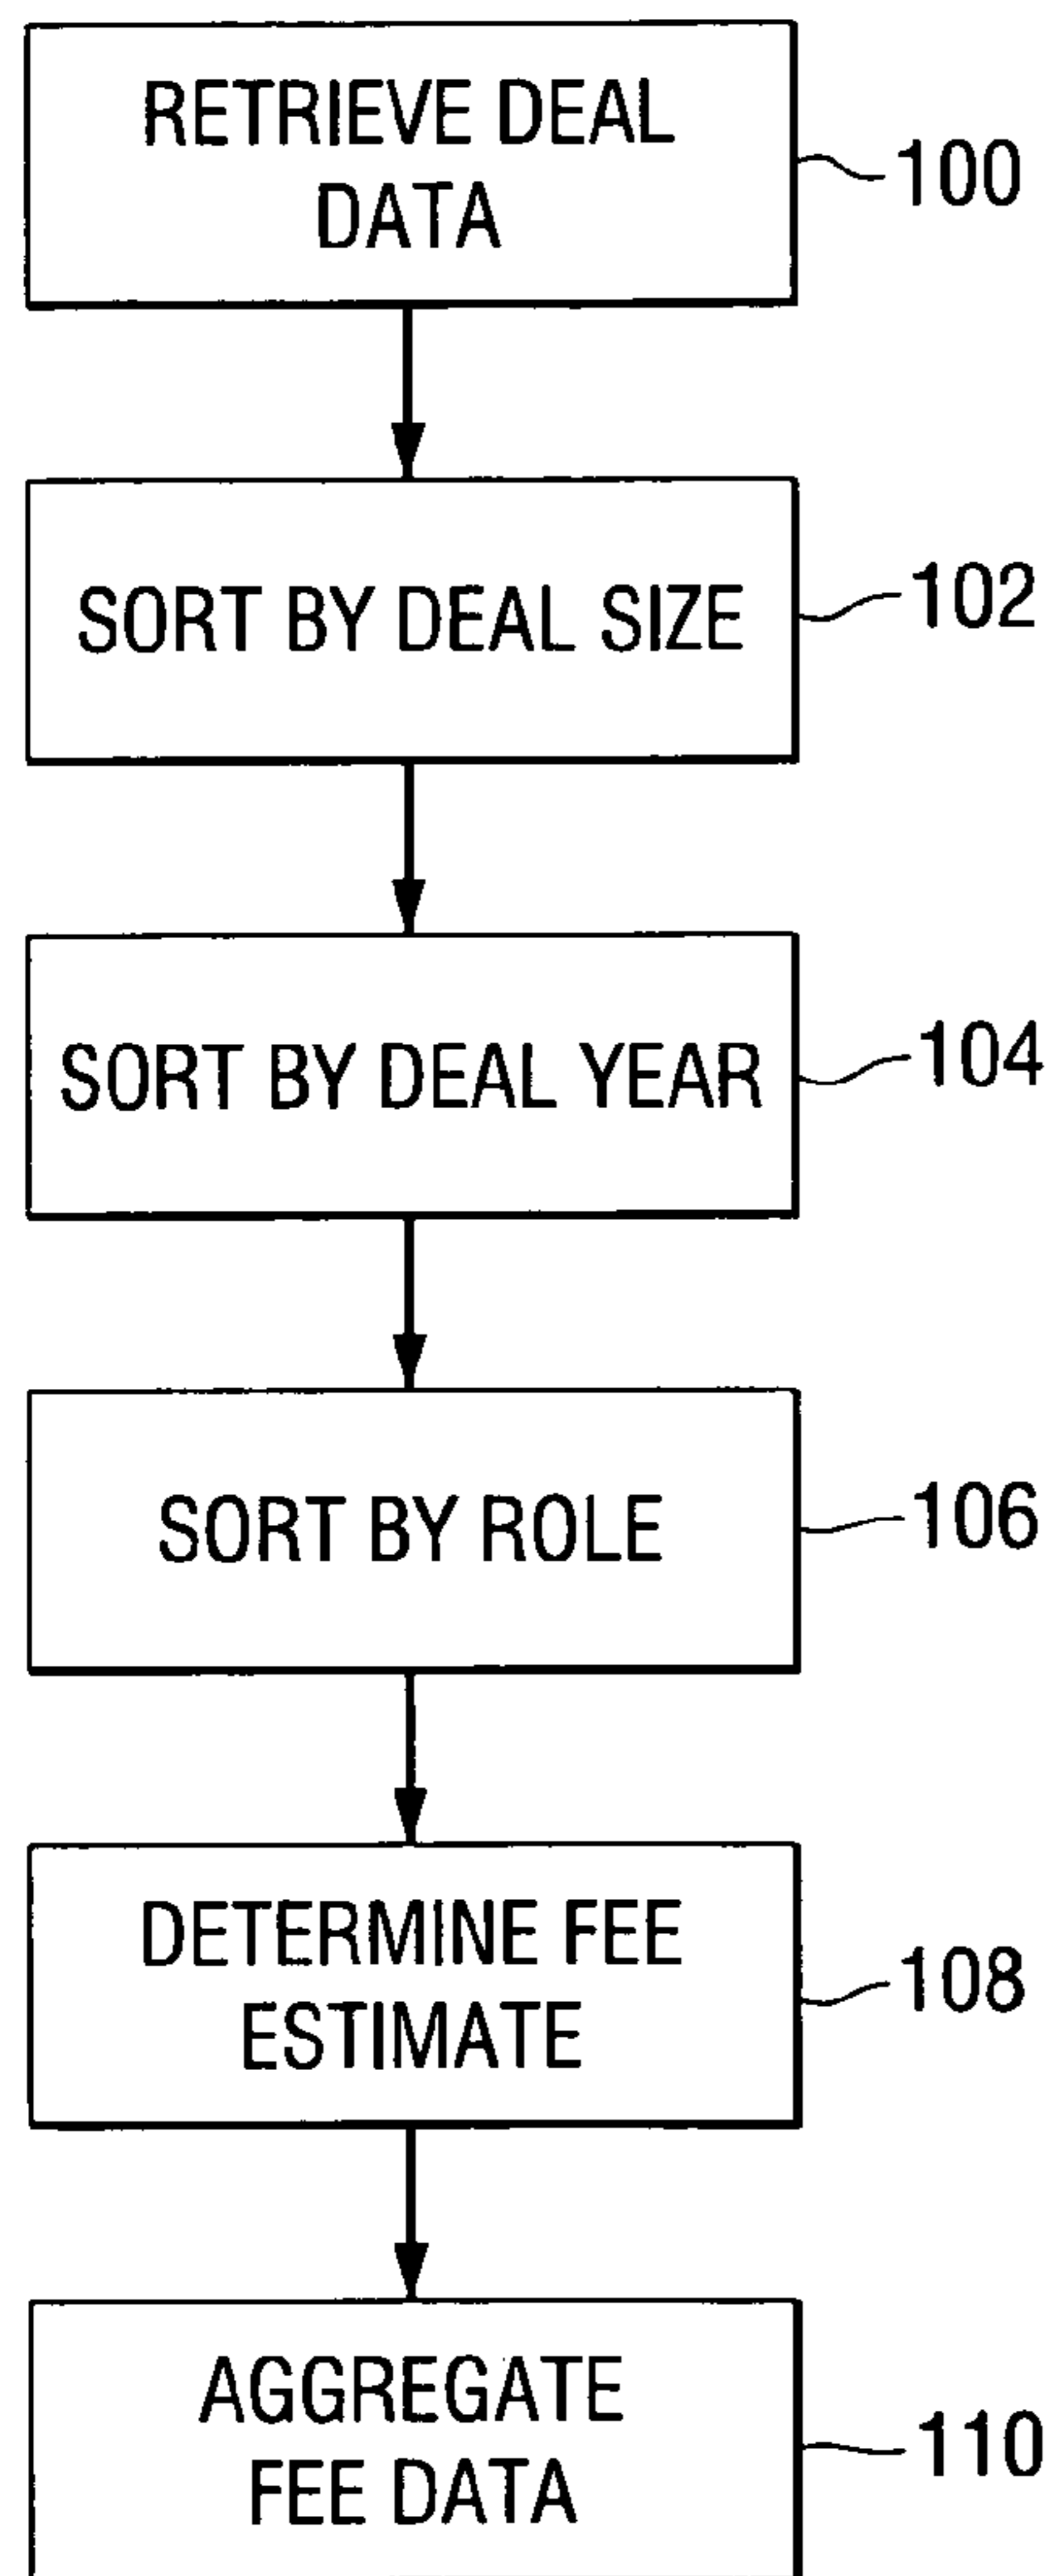 RETRIEVE DEAL
DATA
100
SORT BY DEAL SIZE
102
SORT BY DEAL YEAR
104
SORT BY ROLE
106
DETERMINE FEE
ESTIMATE
108
AGGREGATE
FEE DATA
110